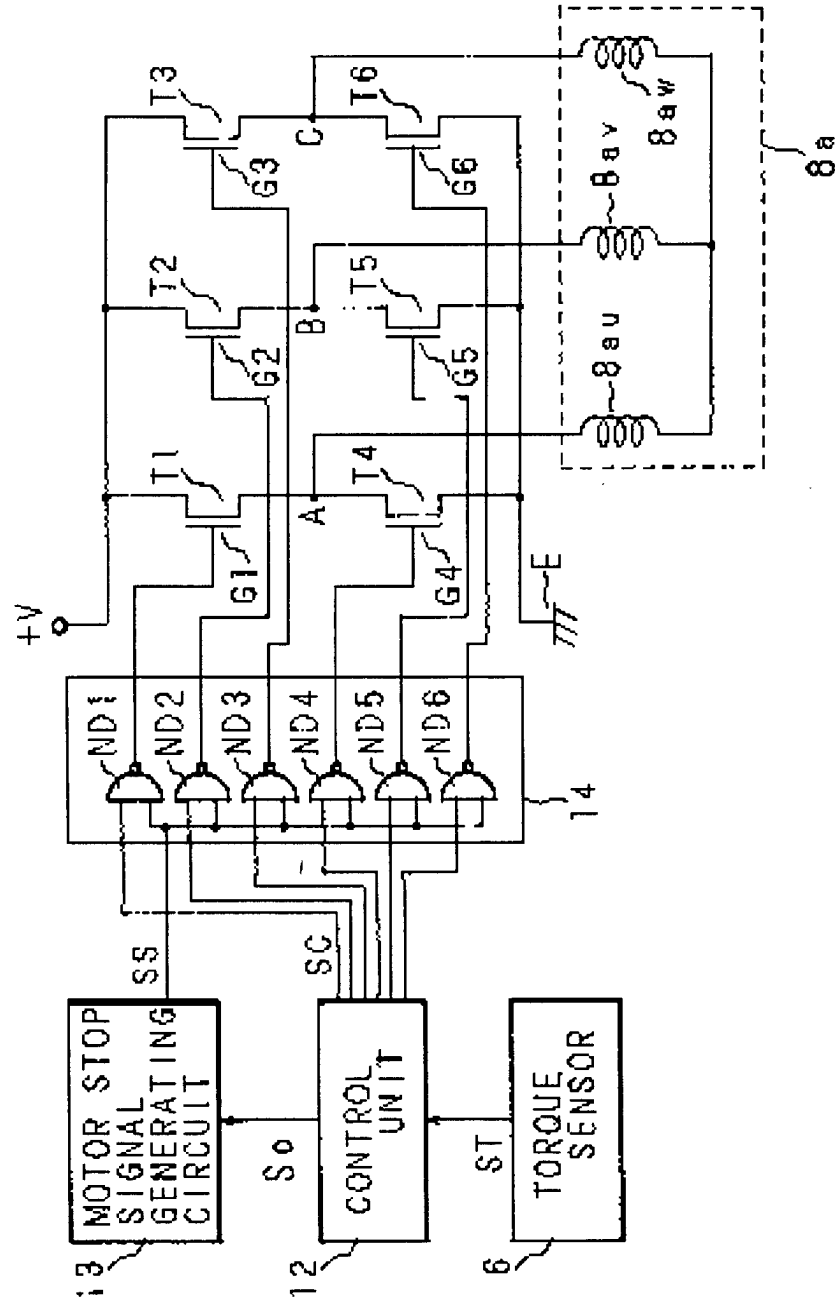 +V
T1
T2
T3
G1
G2
G3
A
B
C
T4
T5
T6
G4
G5
G6
E
8au
8av
8aw
8a
ND1
ND2
ND3
ND4
ND5
ND6
14
SS
SC
MOTOR STOP
SIGNAL
GENERATING
CIRCUIT
13
So
CONTROL
UNIT
12
ST
TORQUE
SENSOR
6